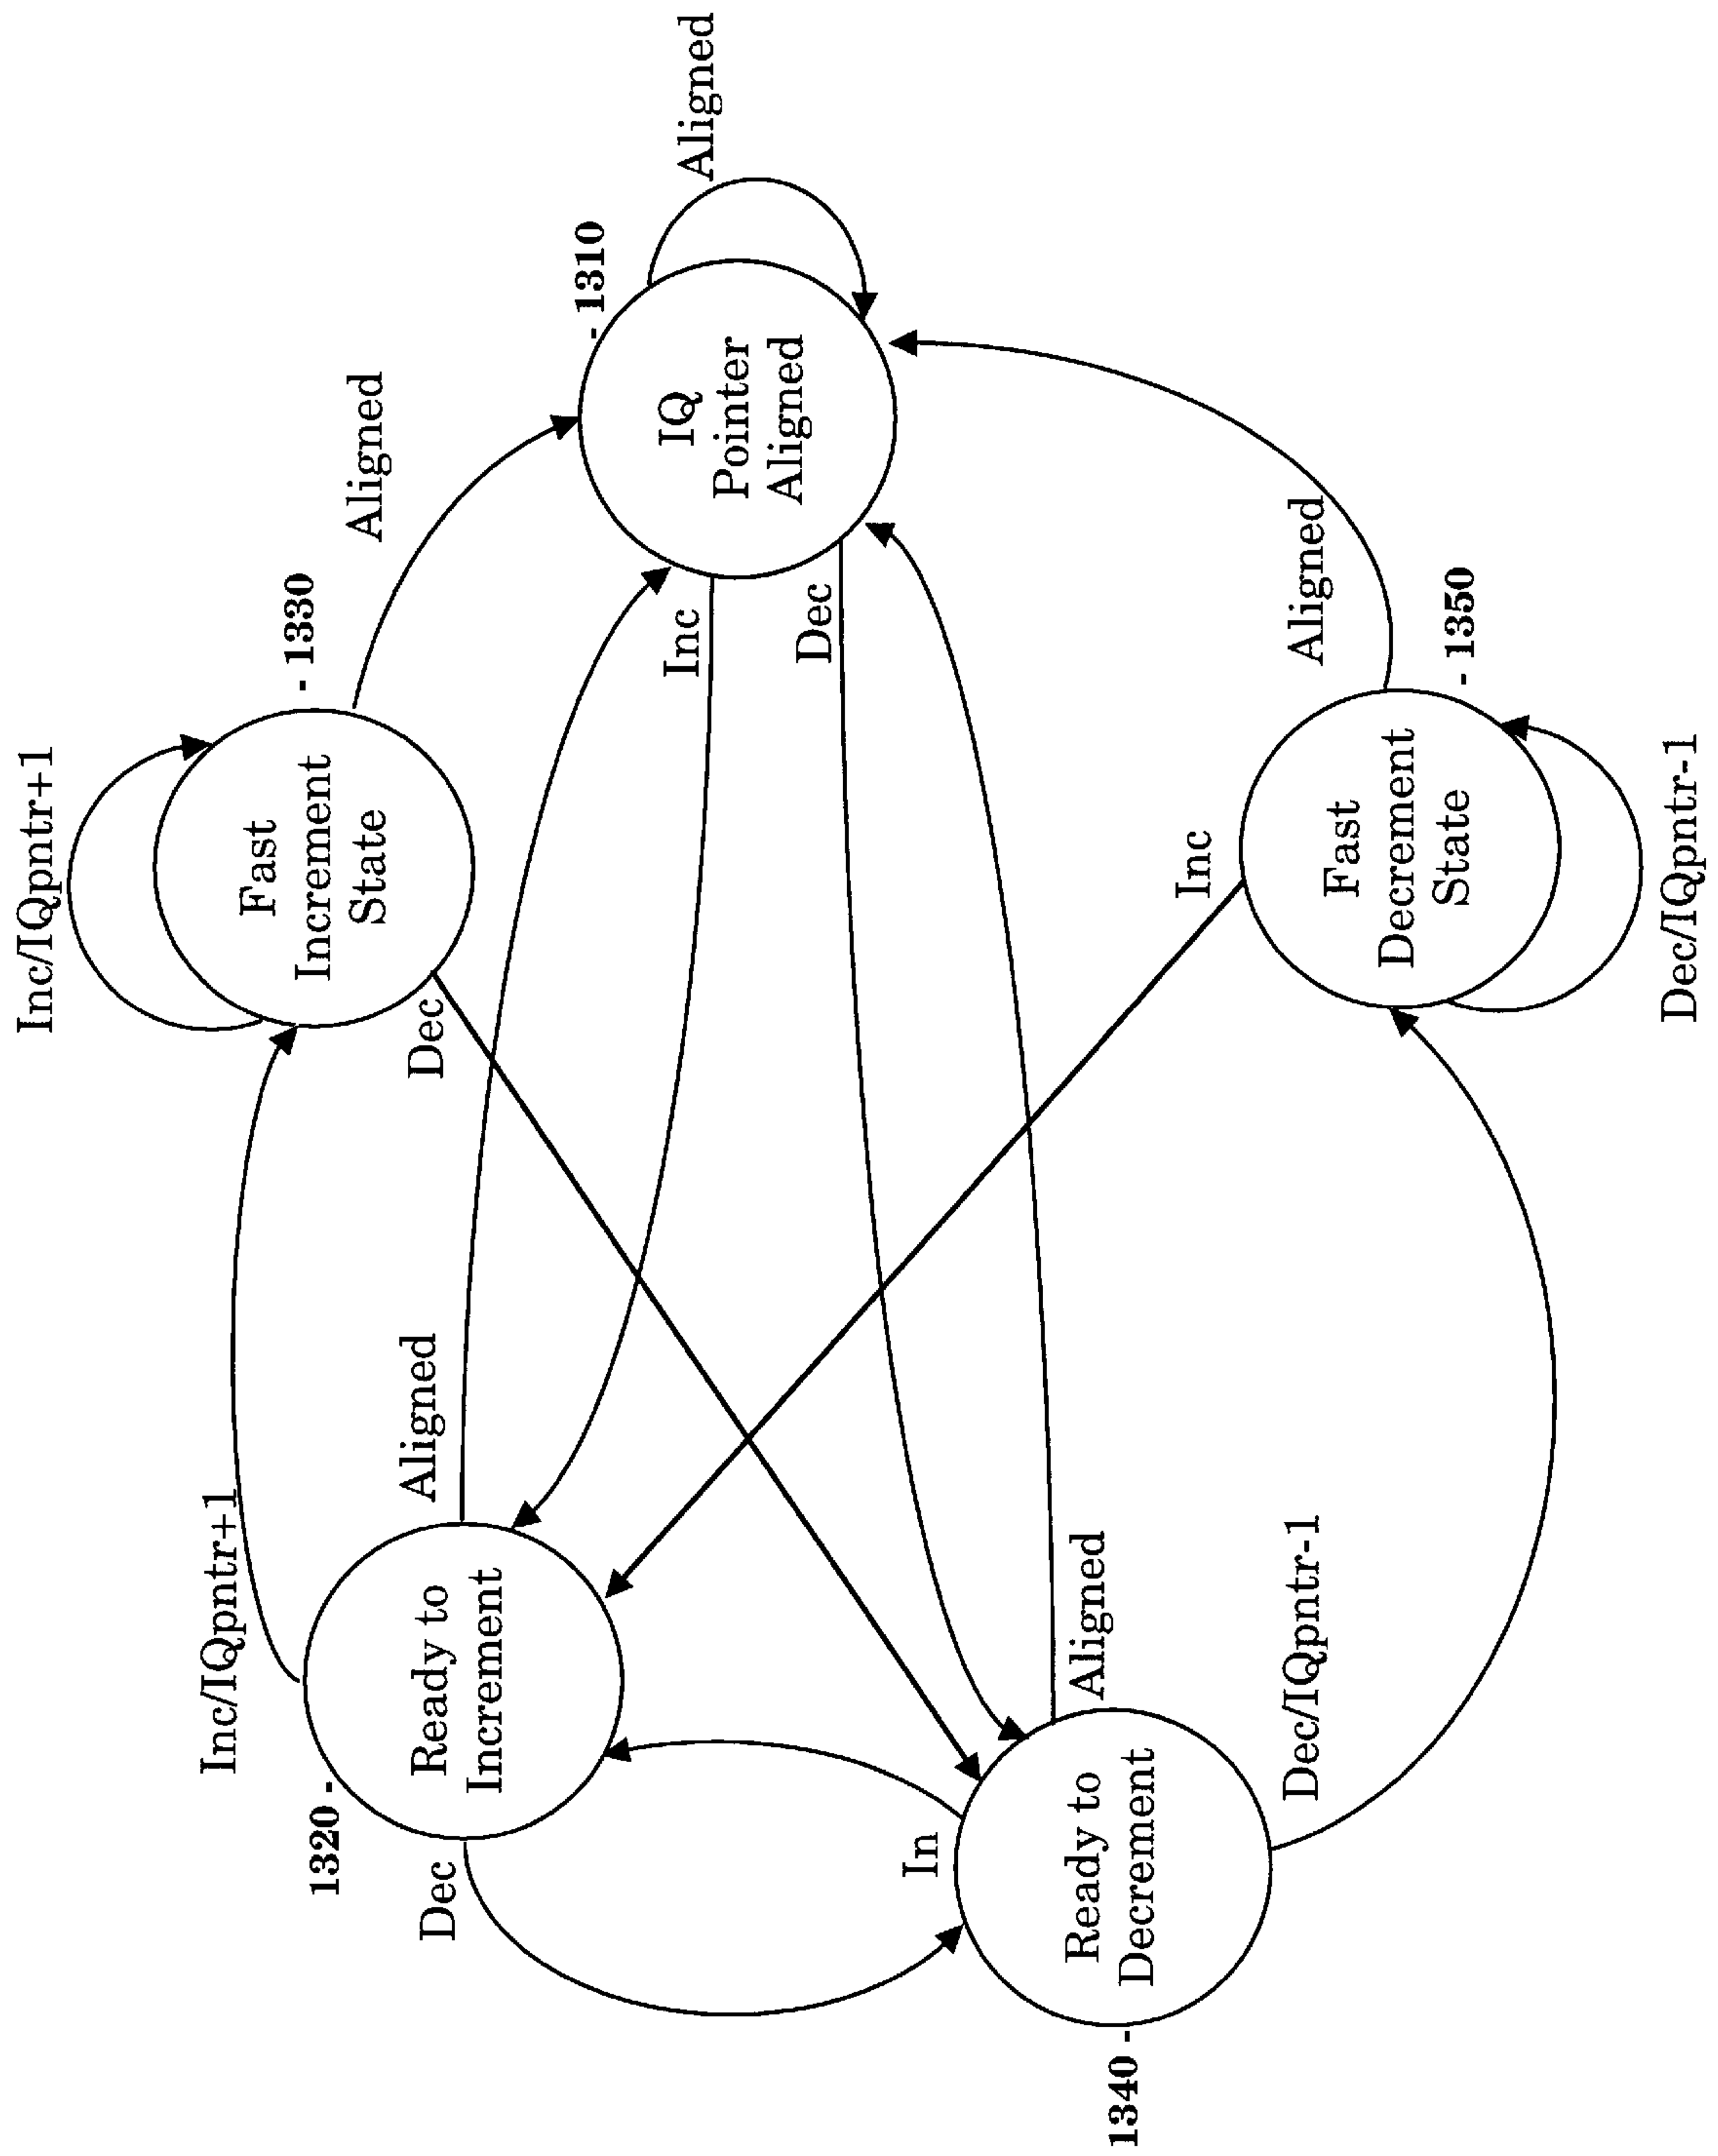 Inc/IQpntr+1
Fast
Increment
State
- 1330
Aligned
- 1310
IQ
Pointer
Aligned
Aligned
Inc
Dec
Dec
Inc/IQpntr+1
1320 -
Ready to
Increment
Aligned
Dec
In
1340 -
Ready to
Decrement
Aligned
Dec/IQpntr-1
Inc
Fast
Decrement
State
- 1350
Aligned
Dec/IQpntr-1